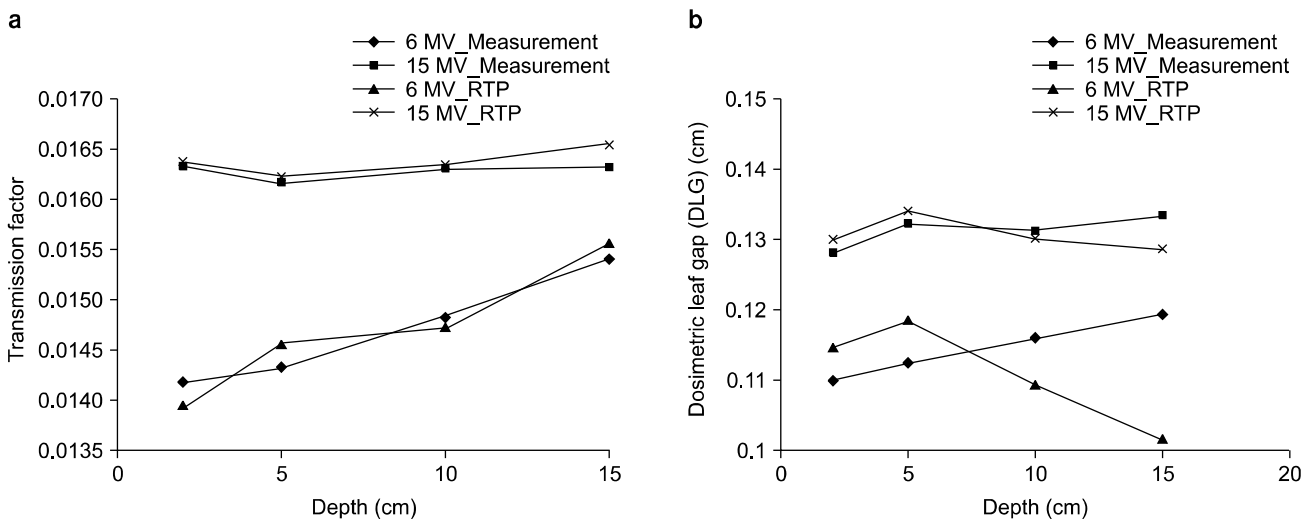 a
6 MV_Measurement
15 MV_Measurement
6 MV_RTP
15 MV_RTP
0.0170
0.0165
0.0160
0.0155
0.0150
0.0145
0.0140
0.0135
Transmission factor
0
5
10
15
Depth (cm)
b
6 MV_Measurement
15 MV_Measurement
6 MV_RTP
15 MV_RTP
0.15
0.14
0.13
0.12
0.11
0.1
Dosimetric leaf gap (DLG) (cm)
0
5
10
15
20
Depth (cm)